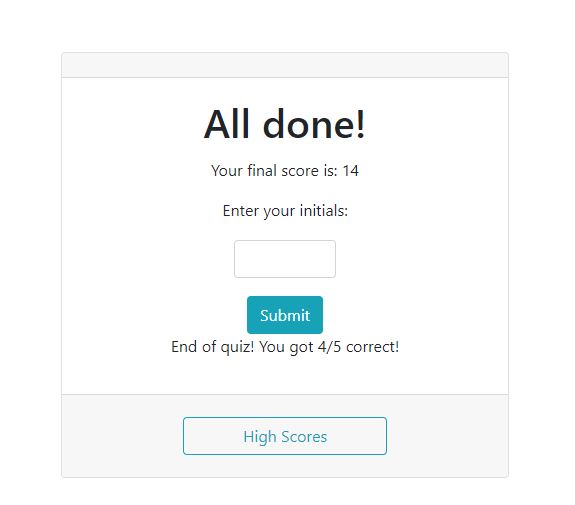 All done!
Your final score is: 14
Enter your initials:
Submit
End of quiz! You got 4/5 correct!
High Scores